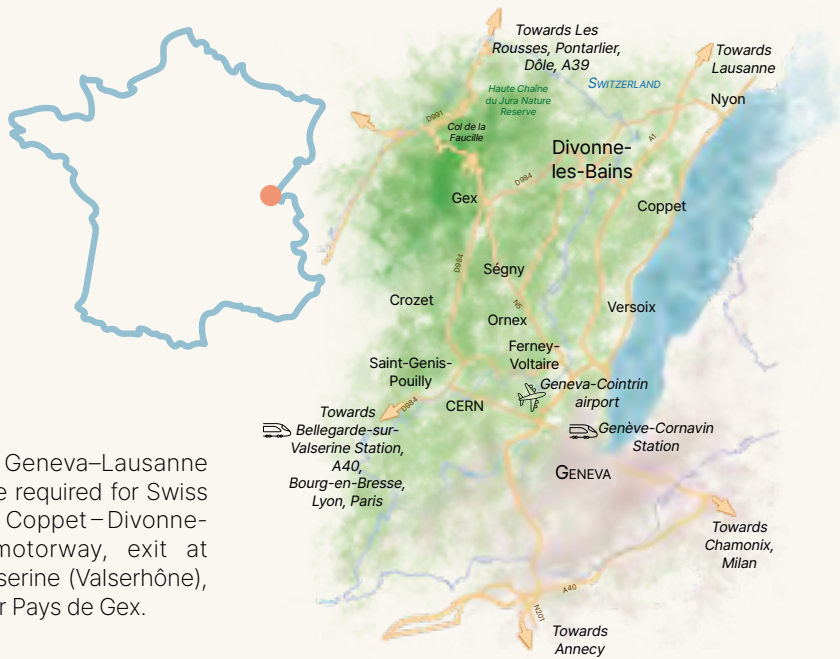 Towards Les
Rousses, Pontarlier,
Dôle, A39
Towards
Lausanne
SWITZERLAND
Haute Chaîne
du Jura Nature
Reserve
Nyon
D991
Col de la
Faucille
Divonne-
les-Bains
A1
D984
Gex
Coppet
D984
Ségny
Crozet
N5
Versoix
Ornex
Ferney-
Voltaire
Saint-Genis-
Pouilly
Geneva-Cointrin
airport
CERN
D984
Towards
Bellegarde-sur-
Valserine Station,
A40,
Bourg-en-Bresse,
Lyon, Paris
Genève-Cornavin
Station
GENEVA
Geneva–Lausanne
e required for Swiss
Coppet – Divonne-
motorway, exit at
serine (Valserhône),
r Pays de Gex.
Towards
Chamonix,
Milan
A40
N201
Towards
Annecy